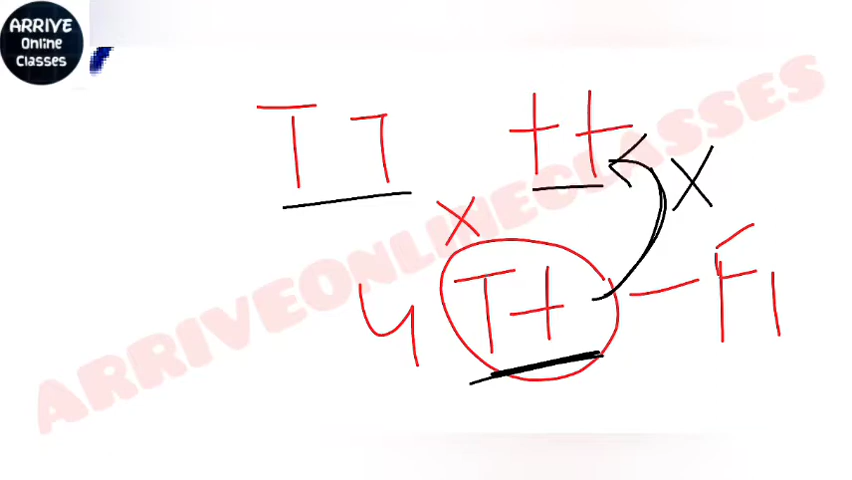 ARRIVE
Online
Classes
TT tt
x X
4 Tt - F1
ARRIVEONLINECLASSES